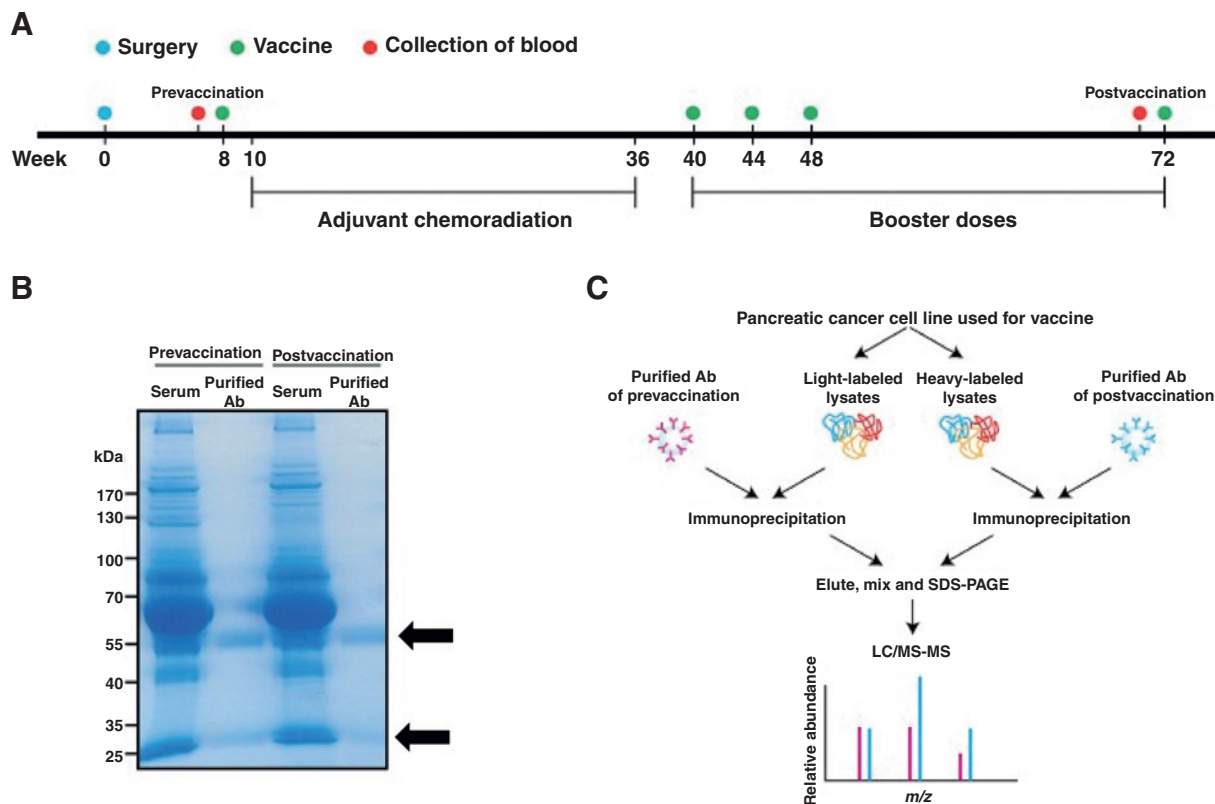 A
Surgery Vaccine Collection of blood
Prevaccination Postvaccination
Week 0 8 10 36 40 44 48 72
Adjuvant chemoradiation Booster doses
B
Prevaccination Postvaccination
Serum Purified Ab Serum Purified Ab
kDa
170
130
100
70
55
40
35
25
C
Pancreatic cancer cell line used for vaccine
Purified Ab
of prevaccination
Light-labeled
lysates
Heavy-labeled
lysates
Purified Ab
of postvaccination
Immunoprecipitation Immunoprecipitation
Elute, mix and SDS-PAGE
LC/MS-MS
Relative abundance
m/z